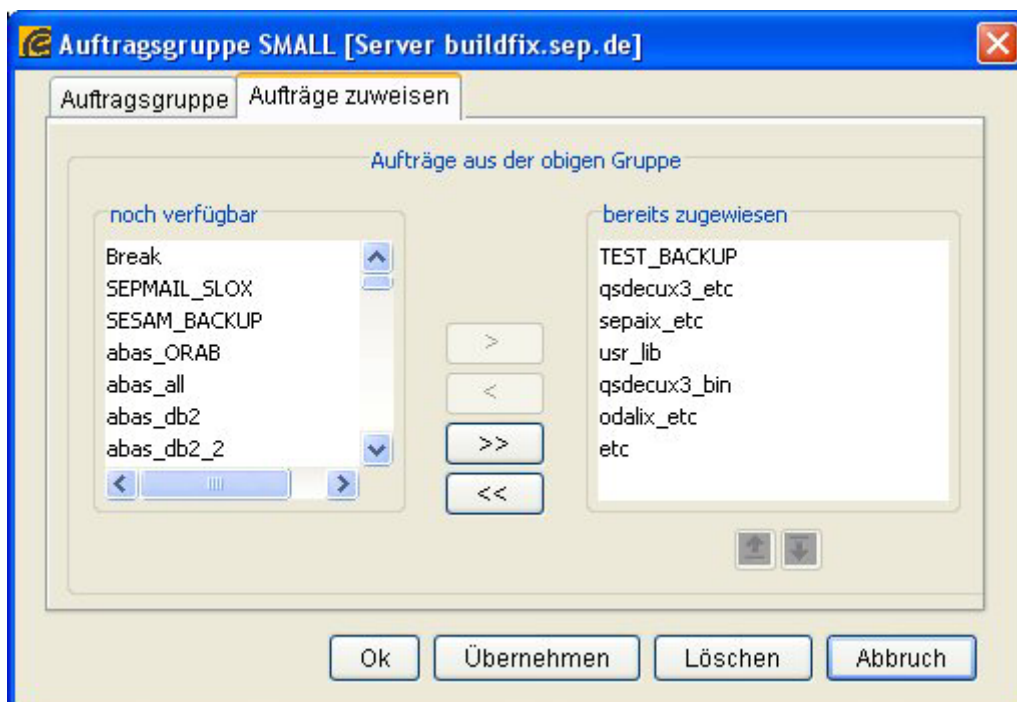 Auftragsgruppe SMALL [Server buildfix.sep.de]
Auftragsgruppe Aufträge zuweisen
Aufträge aus der obigen Gruppe
noch verfügbar
Break
SEPMAIL_SLOX
SESAM_BACKUP
abas_ORAB
abas_all
abas_db2
abas_db2_2
>
<
>>
<<
bereits zugewiesen
TEST_BACKUP
qsdecux3_etc
sepaix_etc
usr_lib
qsdecux3_bin
odalix_etc
etc
Ok Übernehmen Löschen Abbruch